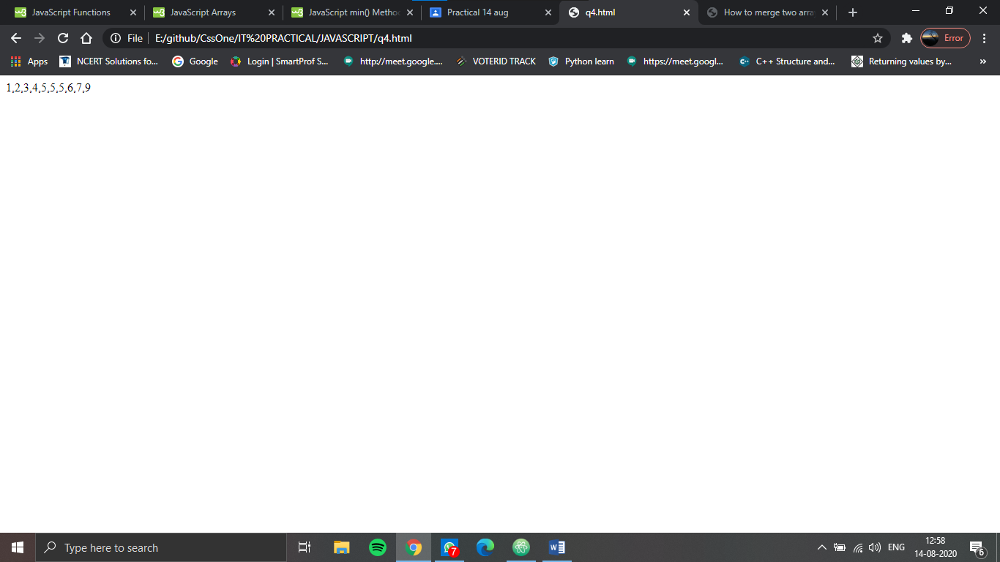 JavaScript Functions
JavaScript Arrays
JavaScript min() Metho
Practical 14 aug
q4.html
How to merge two arra
File
E:/github/CssOne/IT%20PRACTICAL/JAVASCRIPT/q4.html
Error
Apps
NCERT Solutions fo...
Google
Login | SmartProf S...
http://meet.google....
VOTERID TRACK
Python learn
https://meet.googl...
C++ Structure and...
Returning values by...
»
1,2,3,4,5,5,5,6,7,9
Type here to search
7
ENG
12:58
14-08-2020
6